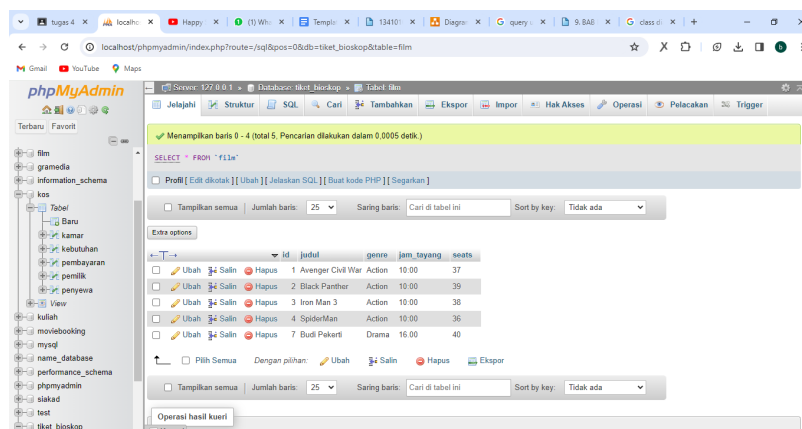 tugas 4
localho
Happy
(1) Wha
Templat
134101
Diagra
query u
9. BAB
class di
localhost/phpmyadmin/index.php?route=/sql&pos=0&db=tiket_bioskop&table=film
Gmail YouTube Maps
phpMyAdmin
Terbaru Favorit
film
gramedia
information_schema
kos
Tabel
Baru
kamar
kebutuhan
pembayaran
pemilik
penyewa
View
kuliah
moviebooking
mysql
name_database
performance_schema
phpmyadmin
siakad
test
tiket_bioskop
Server: 127.0.0.1 » Database: tiket_bioskop » Tabel: film
Jelajahi Struktur SQL Cari Tambahkan Ekspor Impor Hak Akses Operasi Pelacakan Trigger
Menampilkan baris 0 - 4 (total 5, Pencarian dilakukan dalam 0,0005 detik.)
SELECT * FROM `film`
Profil [ Edit dikotak ] [ Ubah ] [ Jelaskan SQL ] [ Buat kode PHP ] [ Segarkan ]
Tampilkan semua Jumlah baris: 25 Saring baris: Cari di tabel ini Sort by key: Tidak ada
Extra options
←T→ id judul genre jam_tayang seats
Ubah Salin Hapus 1 Avenger Civil War Action 10:00 37
Ubah Salin Hapus 2 Black Panther Action 10:00 39
Ubah Salin Hapus 3 Iron Man 3 Action 10:00 38
Ubah Salin Hapus 4 SpiderMan Action 10:00 36
Ubah Salin Hapus 7 Budi Pekerti Drama 16.00 40
Pilih Semua Dengan pilihan: Ubah Salin Hapus Ekspor
Tampilkan semua Jumlah baris: 25 Saring baris: Cari di tabel ini Sort by key: Tidak ada
Operasi hasil kueri